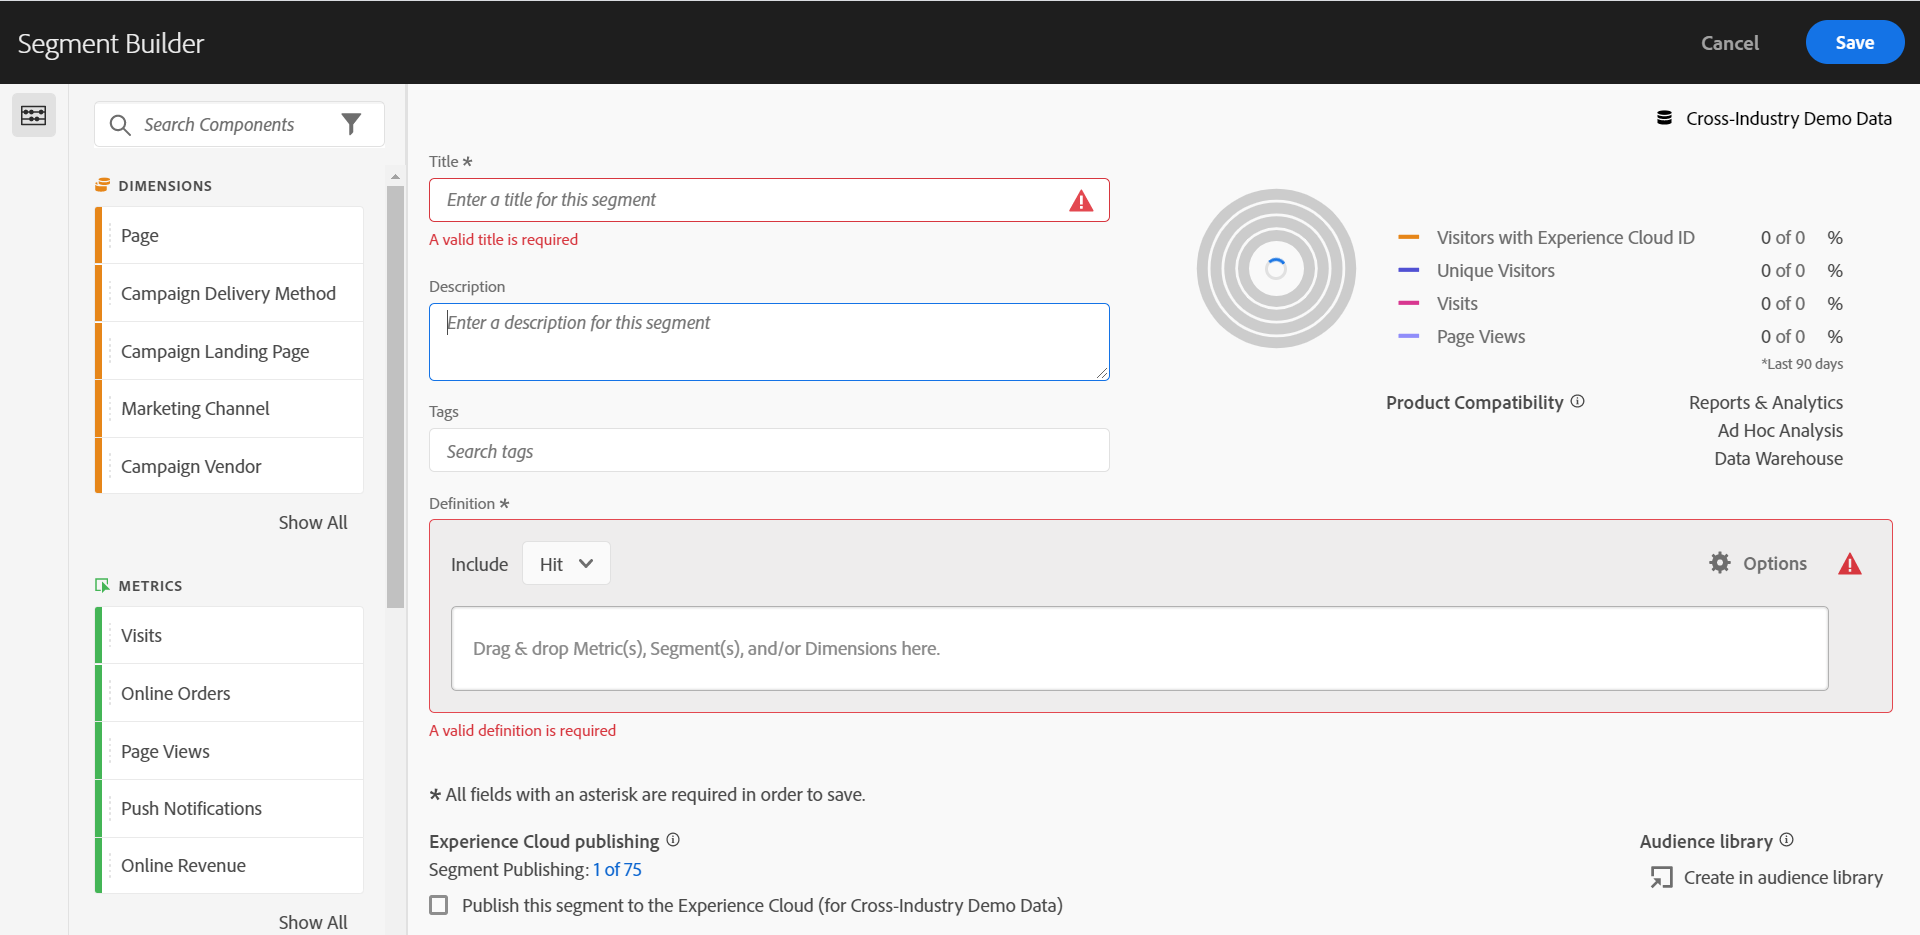 Segment Builder
Cancel
Save
Search Components
DIMENSIONS
Page
Campaign Delivery Method
Campaign Landing Page
Marketing Channel
Campaign Vendor
Show All
METRICS
Visits
Online Orders
Page Views
Push Notifications
Online Revenue
Show All
Cross-Industry Demo Data
Title *
Enter a title for this segment
A valid title is required
Description
Enter a description for this segment
Tags
Search tags
Visitors with Experience Cloud ID 0 of 0 %
Unique Visitors 0 of 0 %
Visits 0 of 0 %
Page Views 0 of 0 %
*Last 90 days
Product Compatibility
Reports & Analytics
Ad Hoc Analysis
Data Warehouse
Definition *
Include Hit
Options
Drag & drop Metric(s), Segment(s), and/or Dimensions here.
A valid definition is required
* All fields with an asterisk are required in order to save.
Experience Cloud publishing
Segment Publishing: 1 of 75
Publish this segment to the Experience Cloud (for Cross-Industry Demo Data)
Audience library
Create in audience library